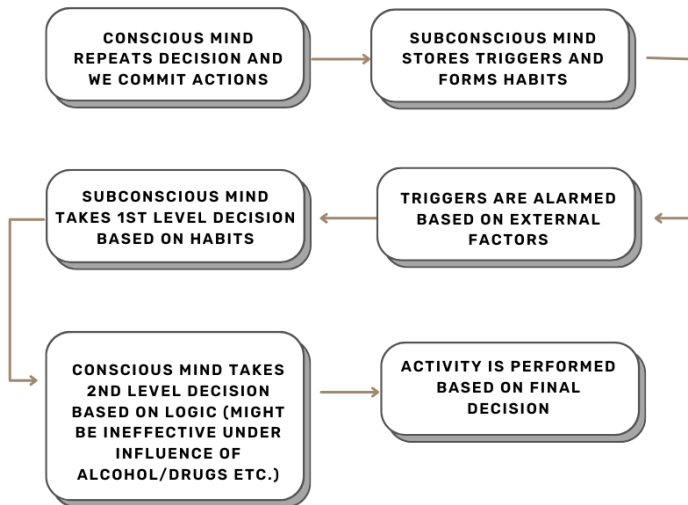 CONSCIOUS MIND
REPEATS DECISION AND
WE COMMIT ACTIONS
SUBCONSCIOUS MIND
STORES TRIGGERS AND
FORMS HABITS
TRIGGERS ARE ALARMED
BASED ON EXTERNAL
FACTORS
SUBCONSCIOUS MIND
TAKES 1ST LEVEL DECISION
BASED ON HABITS
CONSCIOUS MIND TAKES
2ND LEVEL DECISION
BASED ON LOGIC (MIGHT
BE INEFFECTIVE UNDER
INFLUENCE OF
ALCOHOL/DRUGS ETC.)
ACTIVITY IS PERFORMED
BASED ON FINAL
DECISION